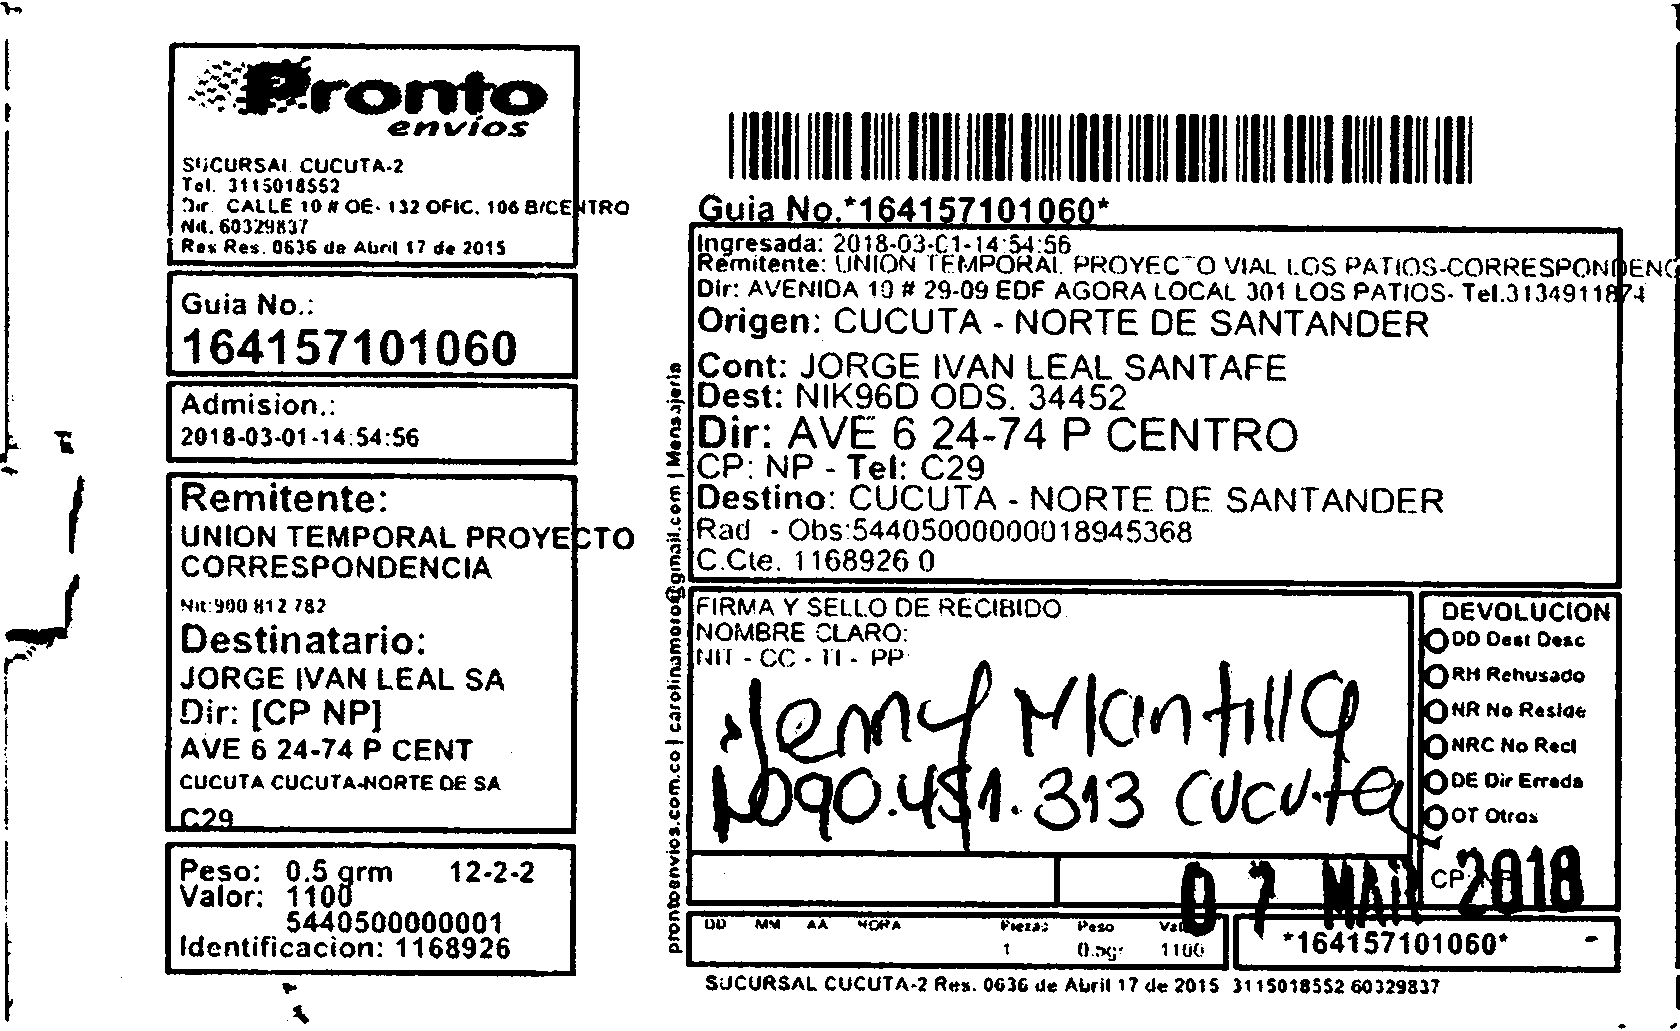 Pronto
envíos
SUCURSAL CUCUTA-2
Tel. 3115018552
Dir. CALLE 10 # OE- 132 OFIC. 106 B/CENTRO
Nit. 60329837
Res Res. 0636 de Abril 17 de 2015
Guia No.:
164157101060
Admision.:
2018-03-01-14:54:56
Remitente:
UNION TEMPORAL PROYECTO
CORRESPONDENCIA
Nit:900 812 782
Destinatario:
JORGE IVAN LEAL SA
Dir: [CP NP]
AVE 6 24-74 P CENT
CUCUTA CUCUTA-NORTE DE SA
C29
Peso: 0.5 grm 12-2-2
Valor: 1100
5440500000001
Identificacion: 1168926
prontoenvios.com.co | carolinamoro@gmail.com | Mensajeria
Guia No.*164157101060*
Ingresada: 2018-03-01-14:54:56
Remitente: UNION TEMPORAL PROYECTO VIAL LOS PATIOS-CORRESPONDENC
Dir: AVENIDA 10 # 29-09 EDF AGORA LOCAL 301 LOS PATIOS- Tel.3134911874
Origen: CUCUTA - NORTE DE SANTANDER
Cont: JORGE IVAN LEAL SANTAFE
Dest: NIK96D ODS. 34452
Dir: AVE 6 24-74 P CENTRO
CP: NP - Tel: C29
Destino: CUCUTA - NORTE DE SANTANDER
Rad - Obs:544050000000018945368
C.Cte. 1168926 0
FIRMA Y SELLO DE RECIBIDO
NOMBRE CLARO:
NIT - CC - TI - PP
Jenny Mantilla
1090.451.313 Cucuta
DEVOLUCION
DD Dest Desc
RH Rehusado
NR No Reside
NRC No Recl
DE Dir Errada
OT Otros
CP
07 MAR 2018
DD MM AA HORA Piezas Peso
1 0.5gr 1100
*164157101060* -
SUCURSAL CUCUTA-2 Res. 0636 de Abril 17 de 2015 3115018552 60329837